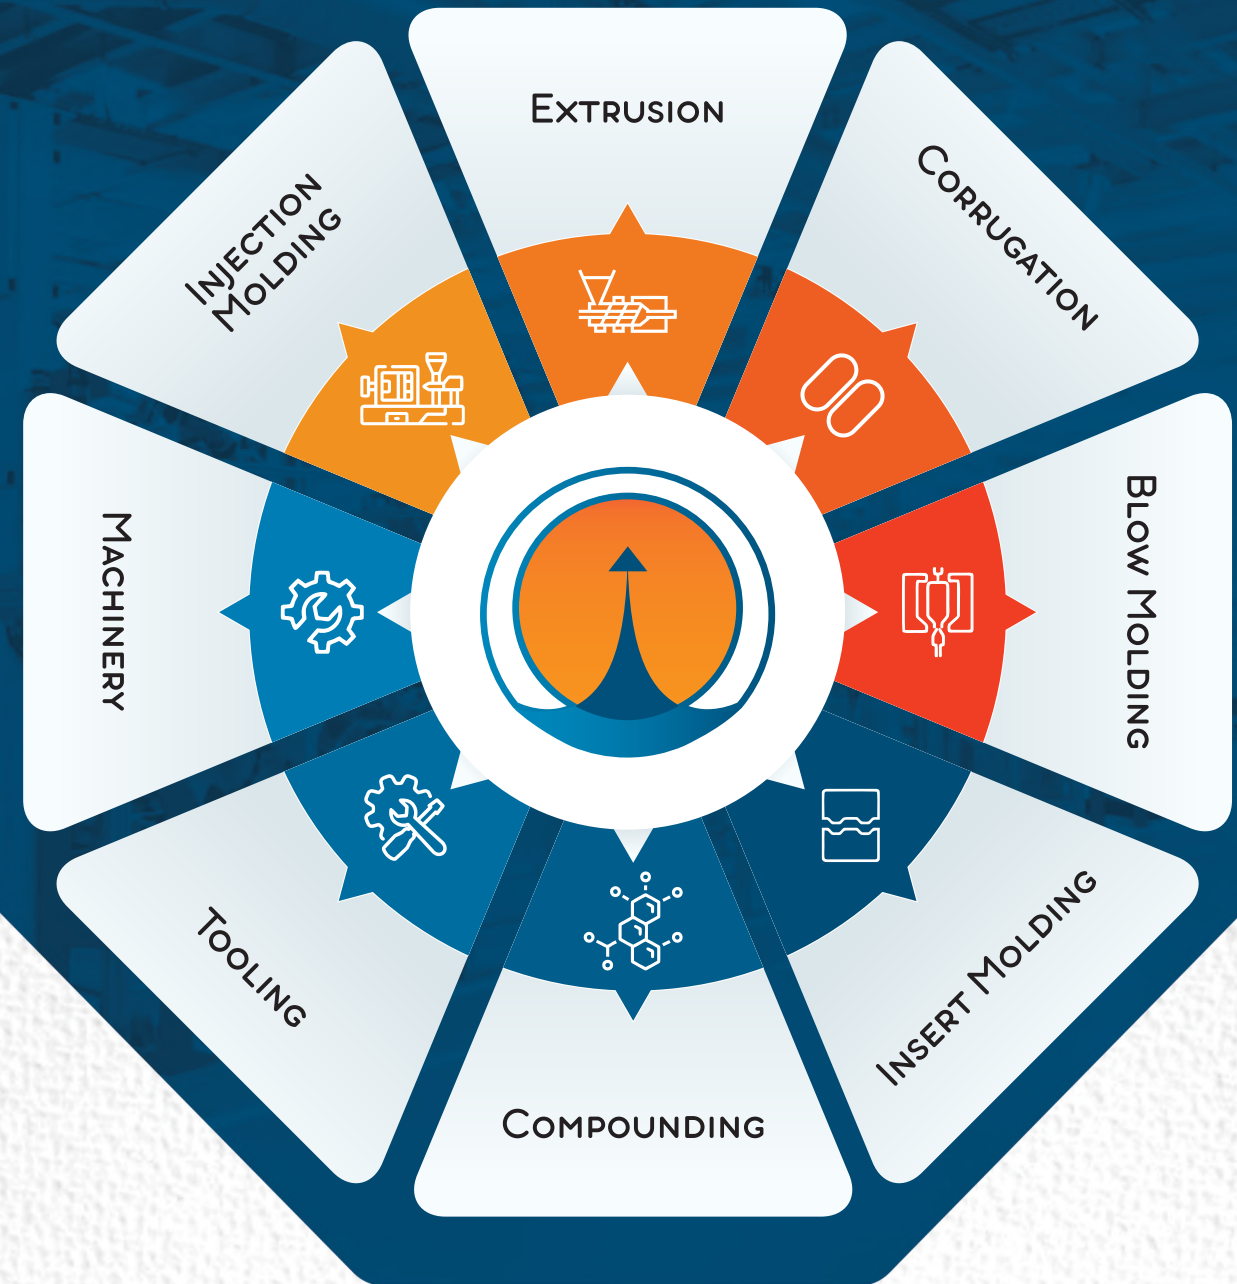 Extrusion
Corrugation
Blow Molding
Insert Molding
Compounding
Tooling
Machinery
Injection
Molding